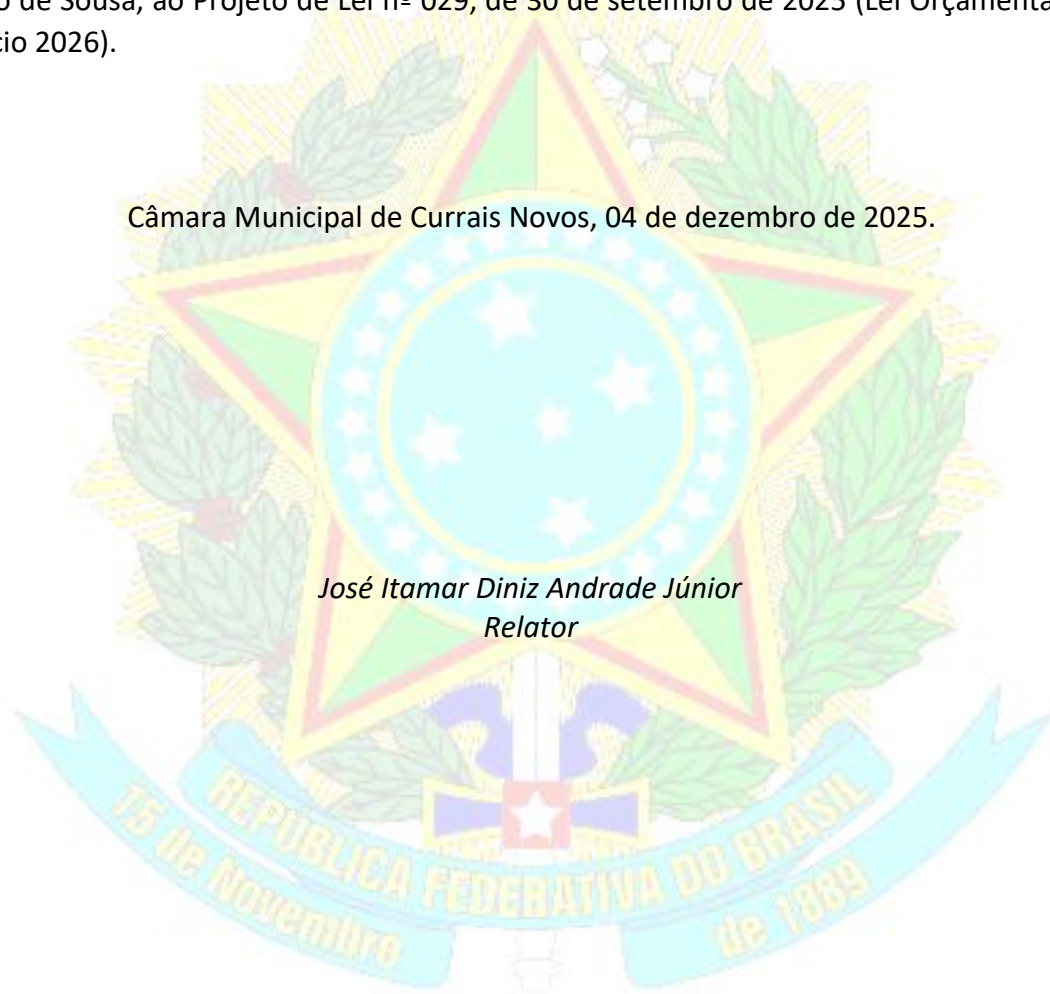 o de Sousa, ao Projeto de Lei nº 029, de 30 de setembro de 2025 (Lei Orçamenta
cio 2026).
Câmara Municipal de Currais Novos, 04 de dezembro de 2025.
José Itamar Diniz Andrade Júnior
Relator
REPÚBLICA FEDERATIVA DO BRASIL
15 de Novembro
de 1889